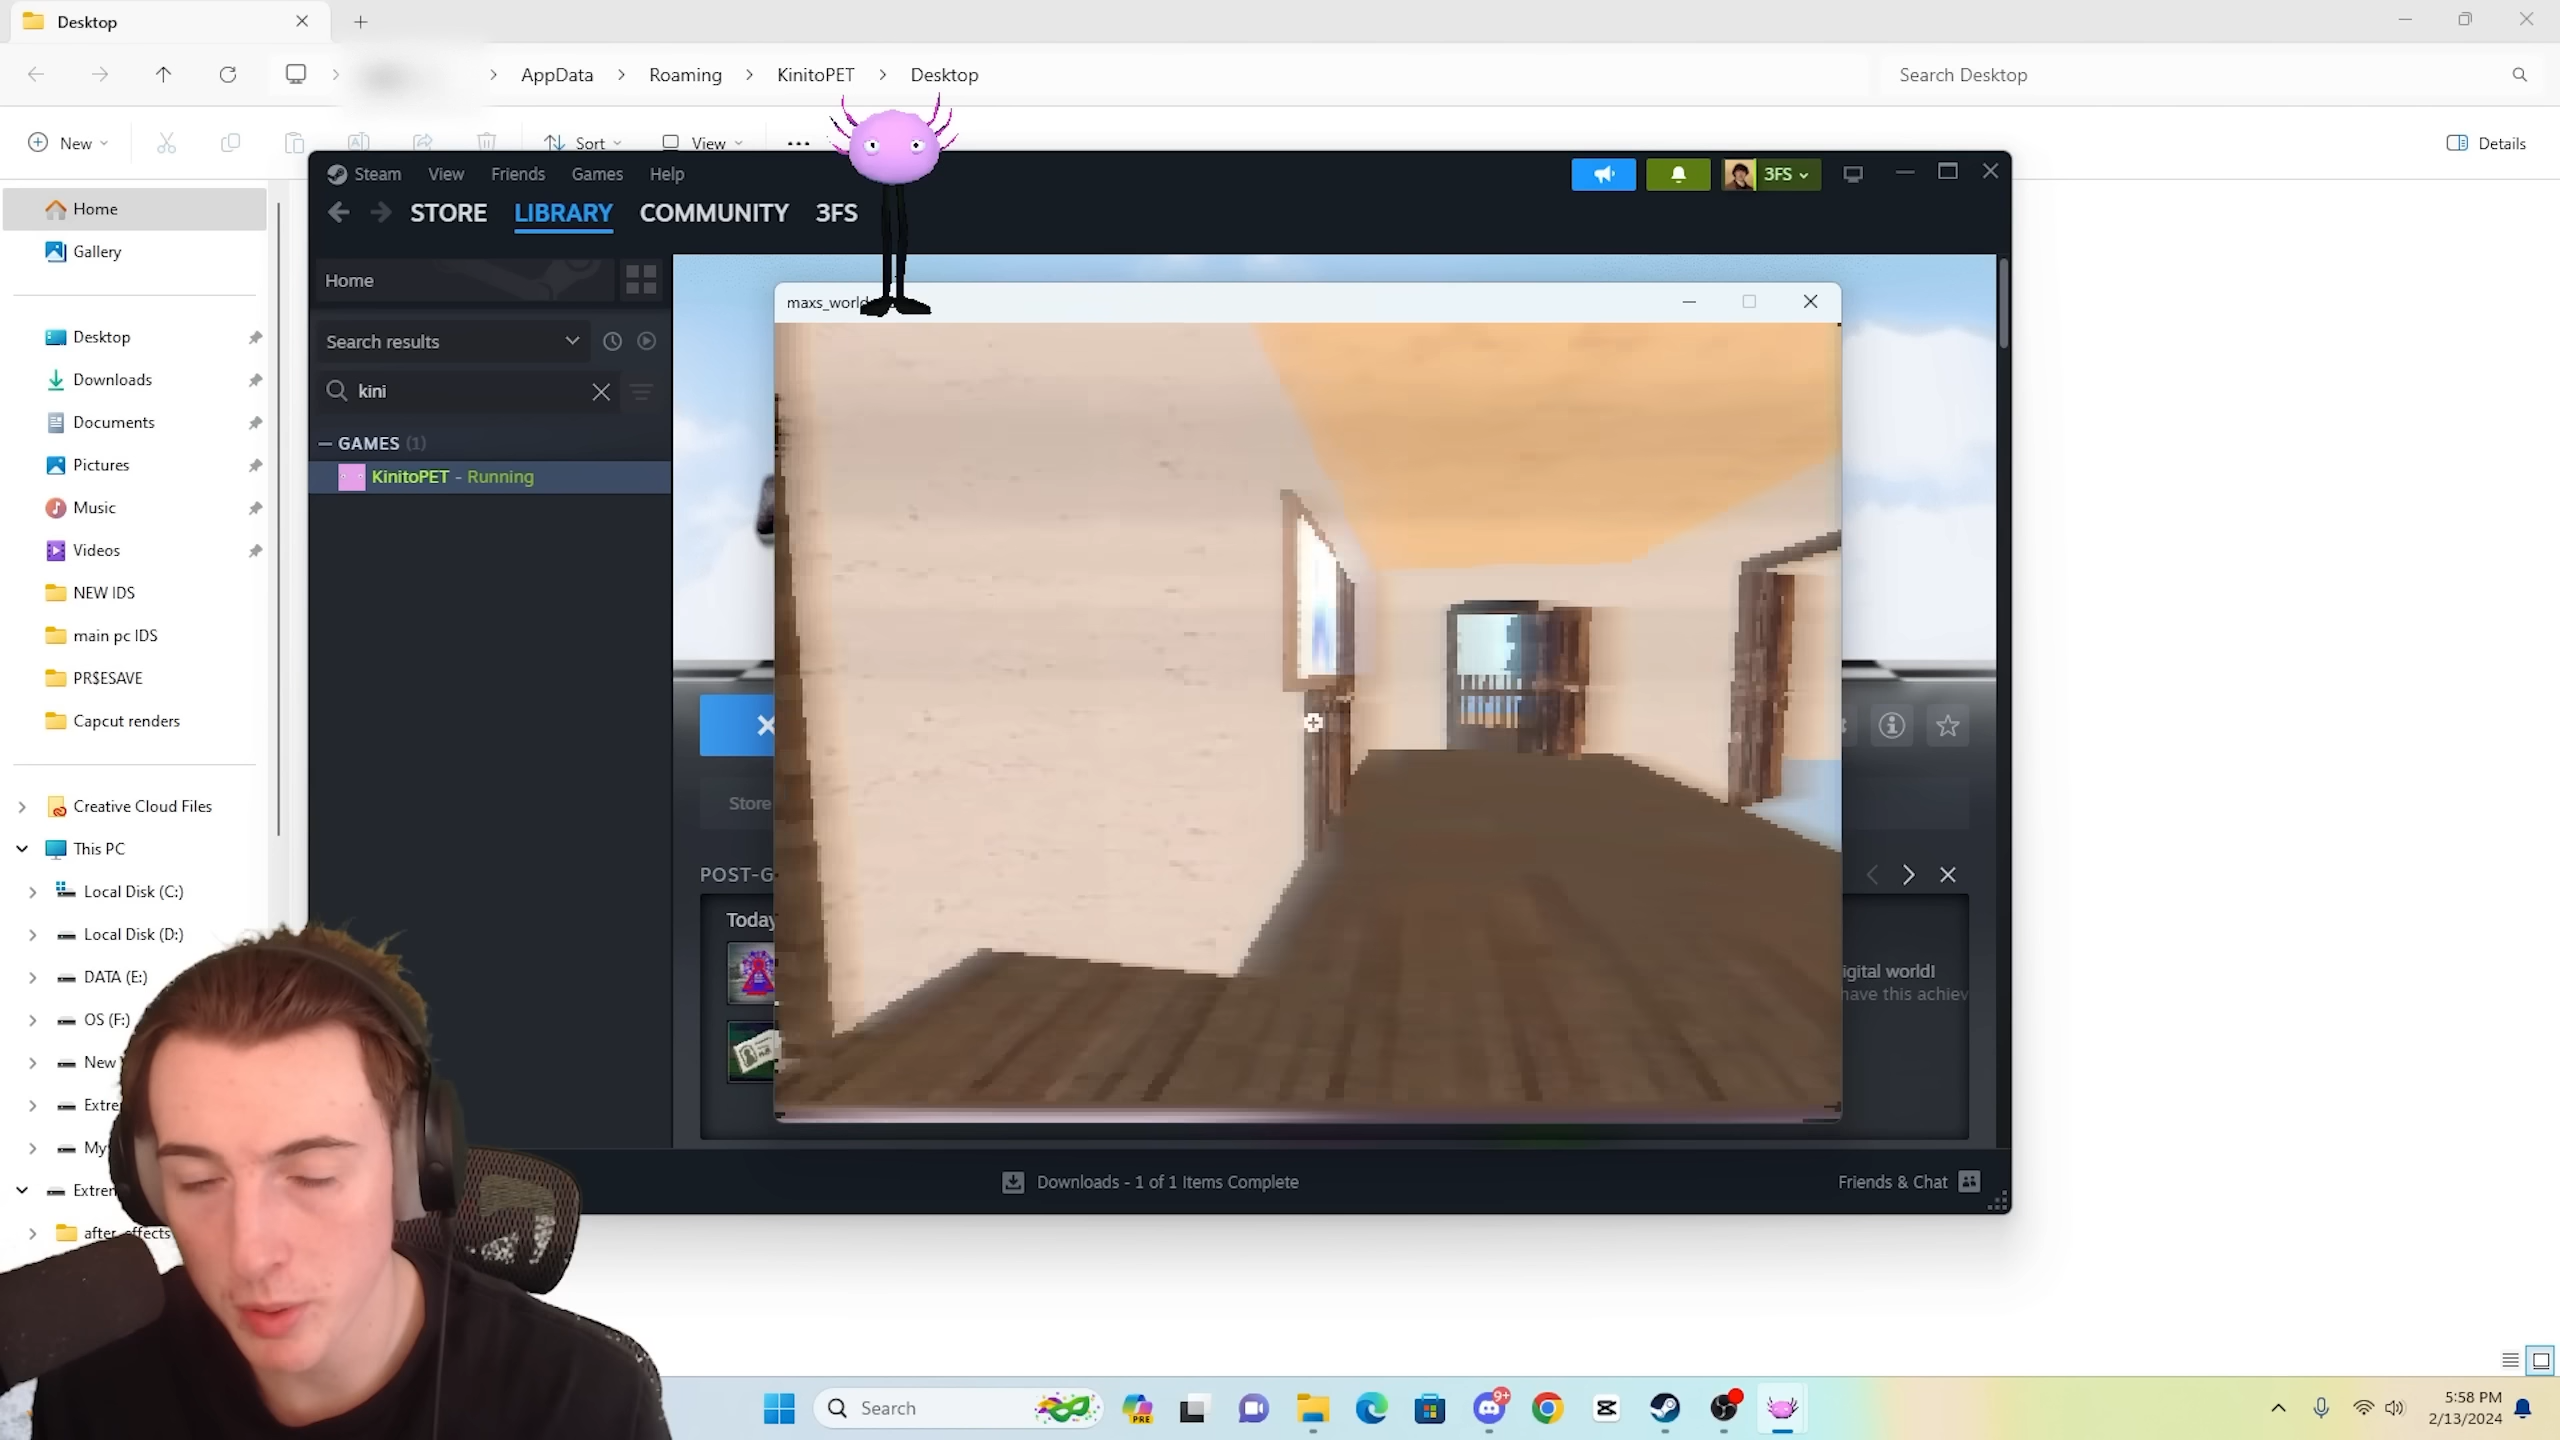 Desktop
AppData > Roaming > KinitoPET > Desktop
Search Desktop
New
Sort
View
Details
Home
Gallery
Desktop
Downloads
Documents
Pictures
Music
Videos
NEW IDS
main pc IDS
PR$ESAVE
Capcut renders
Creative Cloud Files
This PC
Local Disk (C:)
Local Disk (D:)
DATA (E:)
OS (F:)
New
Extre
My
Extren
after_effects
Steam View Friends Games Help
3FS
STORE LIBRARY COMMUNITY 3FS
Home
Search results
kini
GAMES (1)
KinitoPET - Running
maxs_world
Store
POST-G
Today
igital world!
have this achiev
Downloads - 1 of 1 Items Complete
Friends & Chat
Search
PRE
9+
5:58 PM
2/13/2024